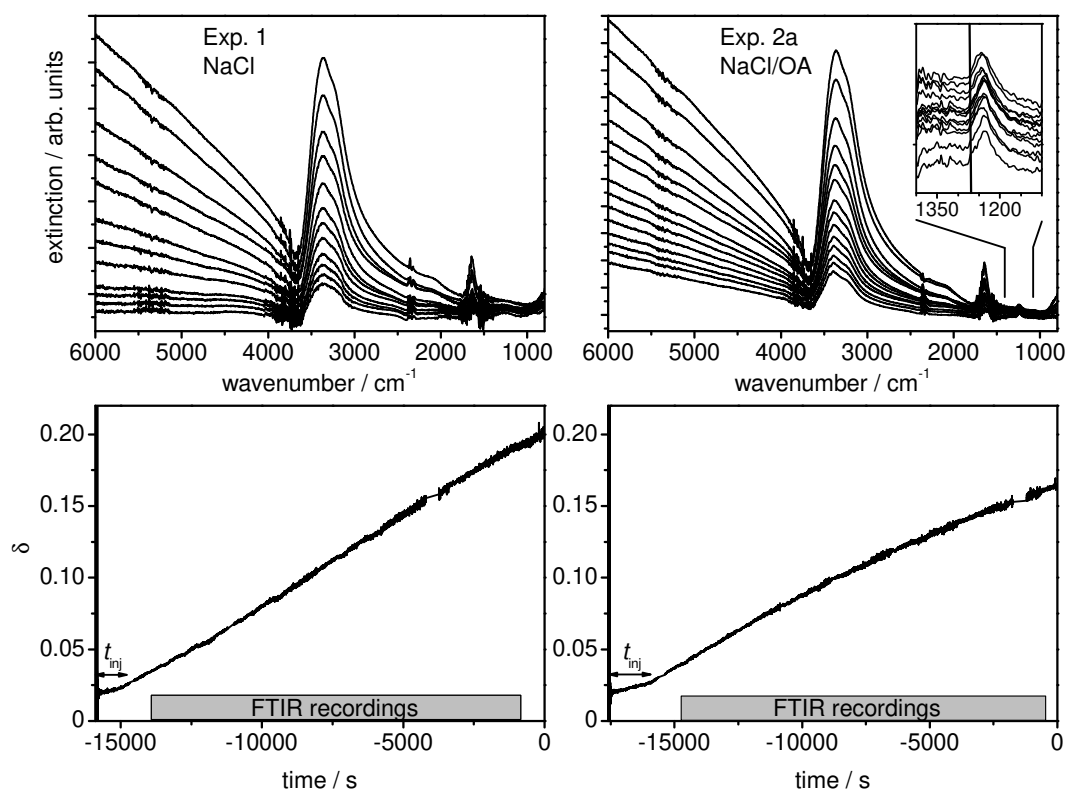 Exp. 1
NaCl
extinction / arb. units
6000 5000 4000 3000 2000 1000
wavenumber / cm⁻¹
Exp. 2a
NaCl/OA
1350 1200
6000 5000 4000 3000 2000 1000
wavenumber / cm⁻¹
0.20
0.15
0.10
0.05
0
δ
t_inj
FTIR recordings
-15000 -10000 -5000 0
time / s
0.20
0.15
0.10
0.05
0
t_inj
FTIR recordings
-15000 -10000 -5000 0
time / s